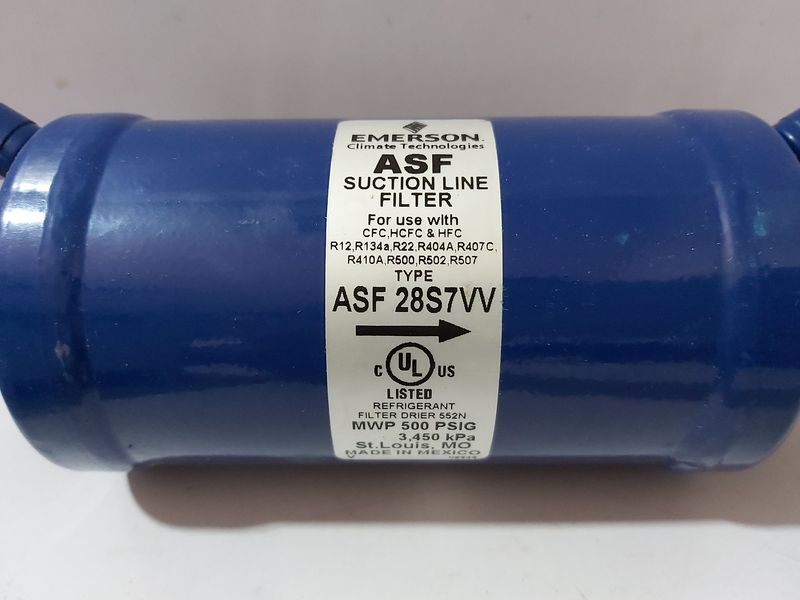 EMERSON.
Climate Technologies
ASF
SUCTION LINE
FILTER
For use with
CFC,HCFC & HFC
R12,R134a,R22,R404A,R407C,
R410A,R500,R502,R507
TYPE
ASF 28S7VV
C UL US
LISTED
REFRIGERANT
FILTER DRIER 552N
MWP 500 PSIG
3,450 kPa
St.Louis, MO
MADE IN MEXICO
V